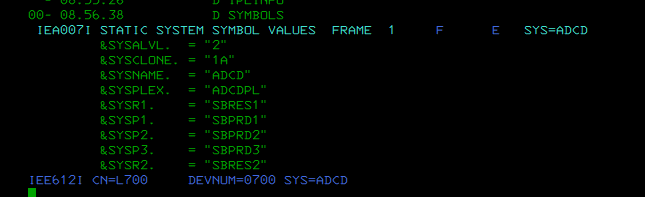 - 08.55.26 D IPLINFO
00- 08.56.38 D SYMBOLS
IEA007I STATIC SYSTEM SYMBOL VALUES FRAME 1 F E SYS=ADCD
&SYSALVL. = "2"
&SYSCLONE. = "1A"
&SYSNAME. = "ADCD"
&SYSPLEX. = "ADCDPL"
&SYSR1. = "SBRES1"
&SYSP1. = "SBPRD1"
&SYSP2. = "SBPRD2"
&SYSP3. = "SBPRD3"
&SYSR2. = "SBRES2"
IEE612I CN=L700 DEVNUM=0700 SYS=ADCD